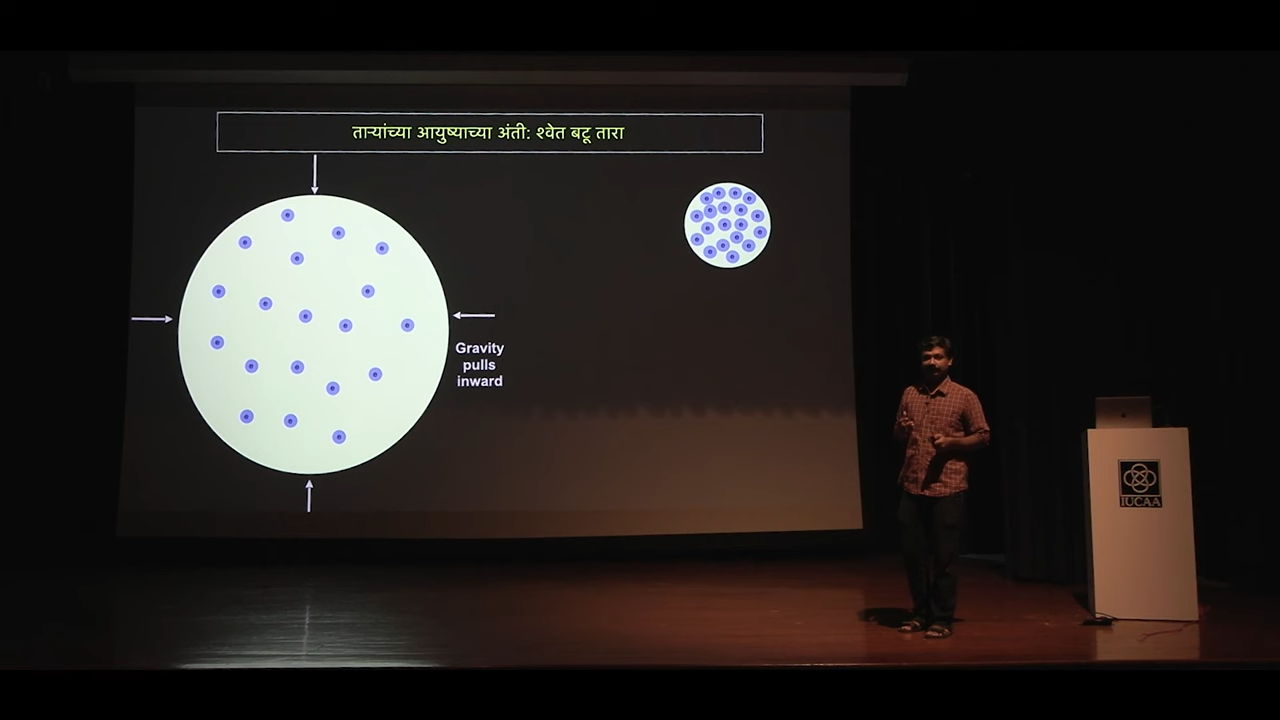 ताऱ्यांच्या आयुष्याच्या अंती: श्वेत बटू तारा
Gravity
pulls
inward
IUCAA